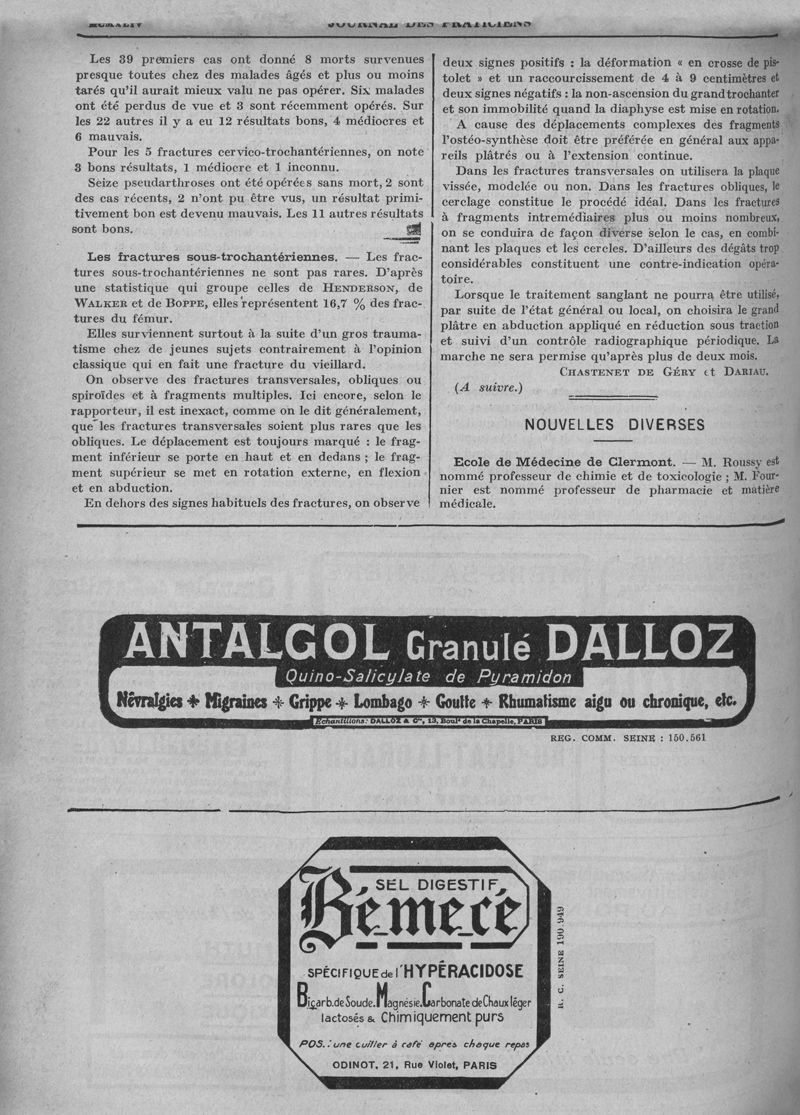 JOURNAL DES PRATICIENS
Les 39 premiers cas ont donné 8 morts survenues
presque toutes chez des malades âgés et plus ou moins
tarés qu'il aurait mieux valu ne pas opérer. Six malades
ont été perdus de vue et 3 sont récemment opérés. Sur
les 22 autres il y a eu 12 résultats bons, 4 médiocres et
6 mauvais.
Pour les 5 fractures cervico-trochantériennes, on note
3 bons résultats, 1 médiocre et 1 inconnu.
Seize pseudarthroses ont été opérées sans mort, 2 sont
des cas récents, 2 n'ont pu être vus, un résultat primi-
tivement bon est devenu mauvais. Les 11 autres résultats
sont bons.
Les fractures sous-trochantériennes. — Les frac-
tures sous-trochantériennes ne sont pas rares. D'après
une statistique qui groupe celles de HENDERSON, de
WALKER et de BOPPE, elles représentent 16,7 % des frac-
tures du fémur.
Elles surviennent surtout à la suite d'un gros trauma-
tisme chez de jeunes sujets contrairement à l'opinion
classique qui en fait une fracture du vieillard.
On observe des fractures transversales, obliques ou
spiroïdes et à fragments multiples. Ici encore, selon le
rapporteur, il est inexact, comme on le dit généralement,
que les fractures transversales soient plus rares que les
obliques. Le déplacement est toujours marqué : le frag-
ment inférieur se porte en haut et en dedans ; le frag-
ment supérieur se met en rotation externe, en flexion
et en abduction.
En dehors des signes habituels des fractures, on observe
deux signes positifs : la déformation « en crosse de pis-
tolet » et un raccourcissement de 4 à 9 centimètres et
deux signes négatifs : la non-ascension du grand trochanter
et son immobilité quand la diaphyse est mise en rotation.
A cause des déplacements complexes des fragments
l'ostéo-synthèse doit être préférée en général aux appa-
reils plâtrés ou à l'extension continue.
Dans les fractures transversales on utilisera la plaque
vissée, modelée ou non. Dans les fractures obliques, le
cerclage constitue le procédé idéal. Dans les fractures
à fragments intremédiaires plus ou moins nombreux,
on se conduira de façon diverse selon le cas, en combi-
nant les plaques et les cercles. D'ailleurs des dégâts trop
considérables constituent une contre-indication opéra-
toire.
Lorsque le traitement sanglant ne pourra être utilisé,
par suite de l'état général ou local, on choisira le grand
plâtre en abduction appliqué en réduction sous traction
et suivi d'un contrôle radiographique périodique. La
marche ne sera permise qu'après plus de deux mois.
CHASTENET DE GÉRY et DARIAU.
(A suivre.)
NOUVELLES DIVERSES
Ecole de Médecine de Clermont. — M. Roussy est
nommé professeur de chimie et de toxicologie ; M. Four-
nier est nommé professeur de pharmacie et matière
médicale.
ANTALGOL Granulé DALLOZ
Quino-Salicylate de Pyramidon
Névralgies ✱ Migraines ✱ Grippe ✱ Lombago ✱ Goutte ✱ Rhumatisme aigu ou chronique, etc.
Échantillons: DALLOZ & Cie, 13, Boulᵈ de la Chapelle, PARIS
REG. COMM. SEINE : 150.561
SEL DIGESTIF
Bémecé
SPÉCIFIQUE de l'HYPÉRACIDOSE
Bicarb. de Soude. Magnésie. Carbonate de Chaux léger
lactosés & Chimiquement purs
POS.: une cuiller à café apres chaque repas
ODINOT, 21, Rue Violet, PARIS
R. C. SEINE 190.949